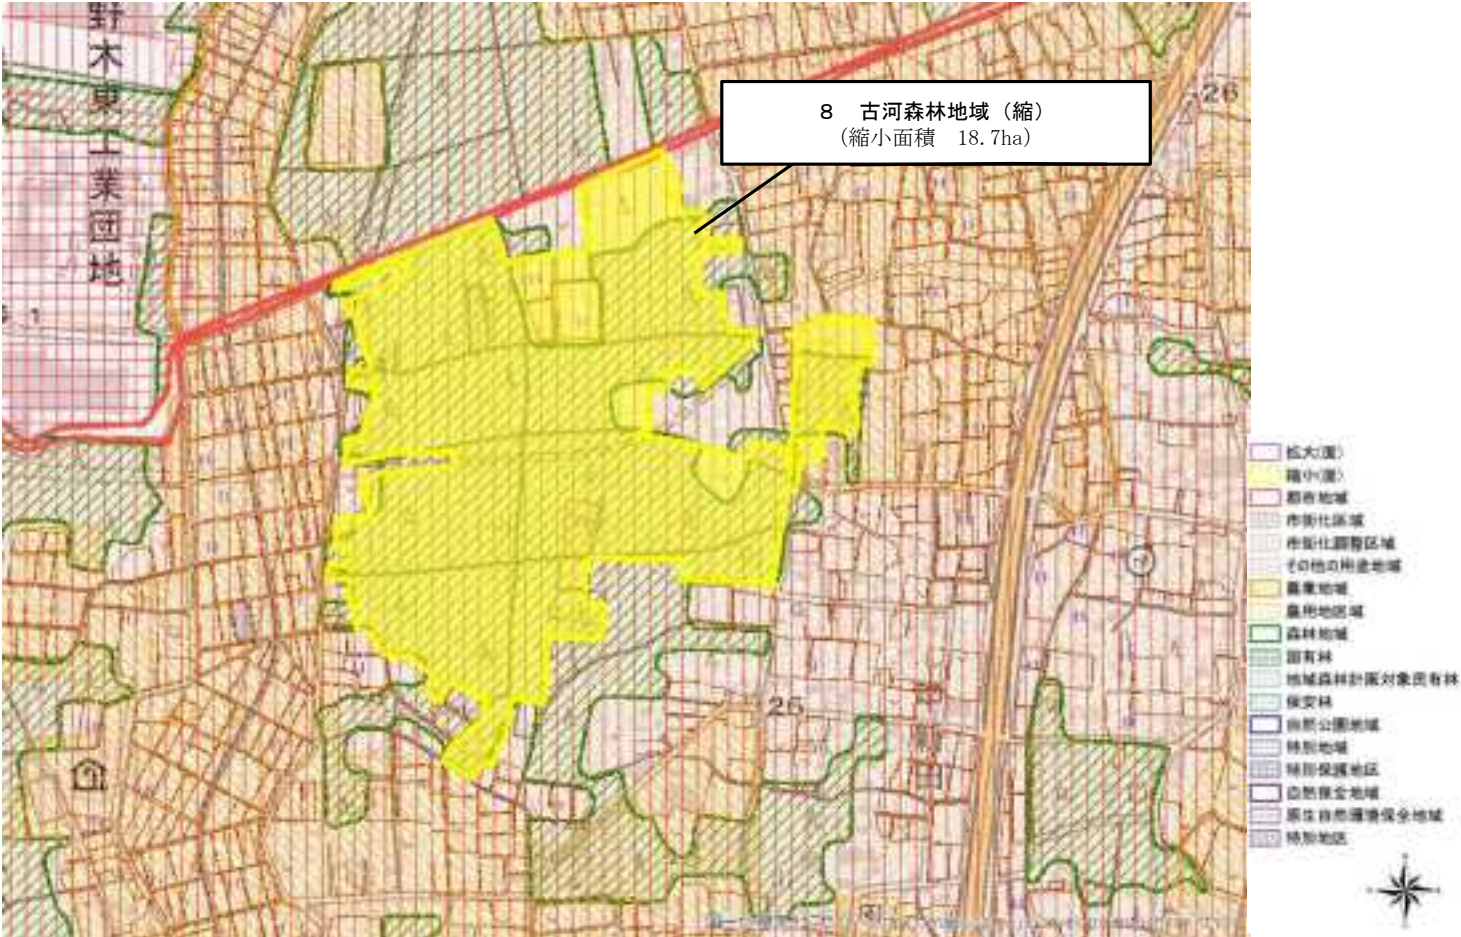 野木東工業団地
26
8 古河森林地域（縮）
（縮小面積 18.7ha）
25
拡大(面)
縮小(面)
都市地域
市街化区域
市街化調整区域
その他の用途地域
農業地域
農用地区域
森林地域
国有林
地域森林計画対象民有林
保安林
自然公園地域
特別地域
特別保護地区
自然保全地域
原生自然環境保全地域
特別地区